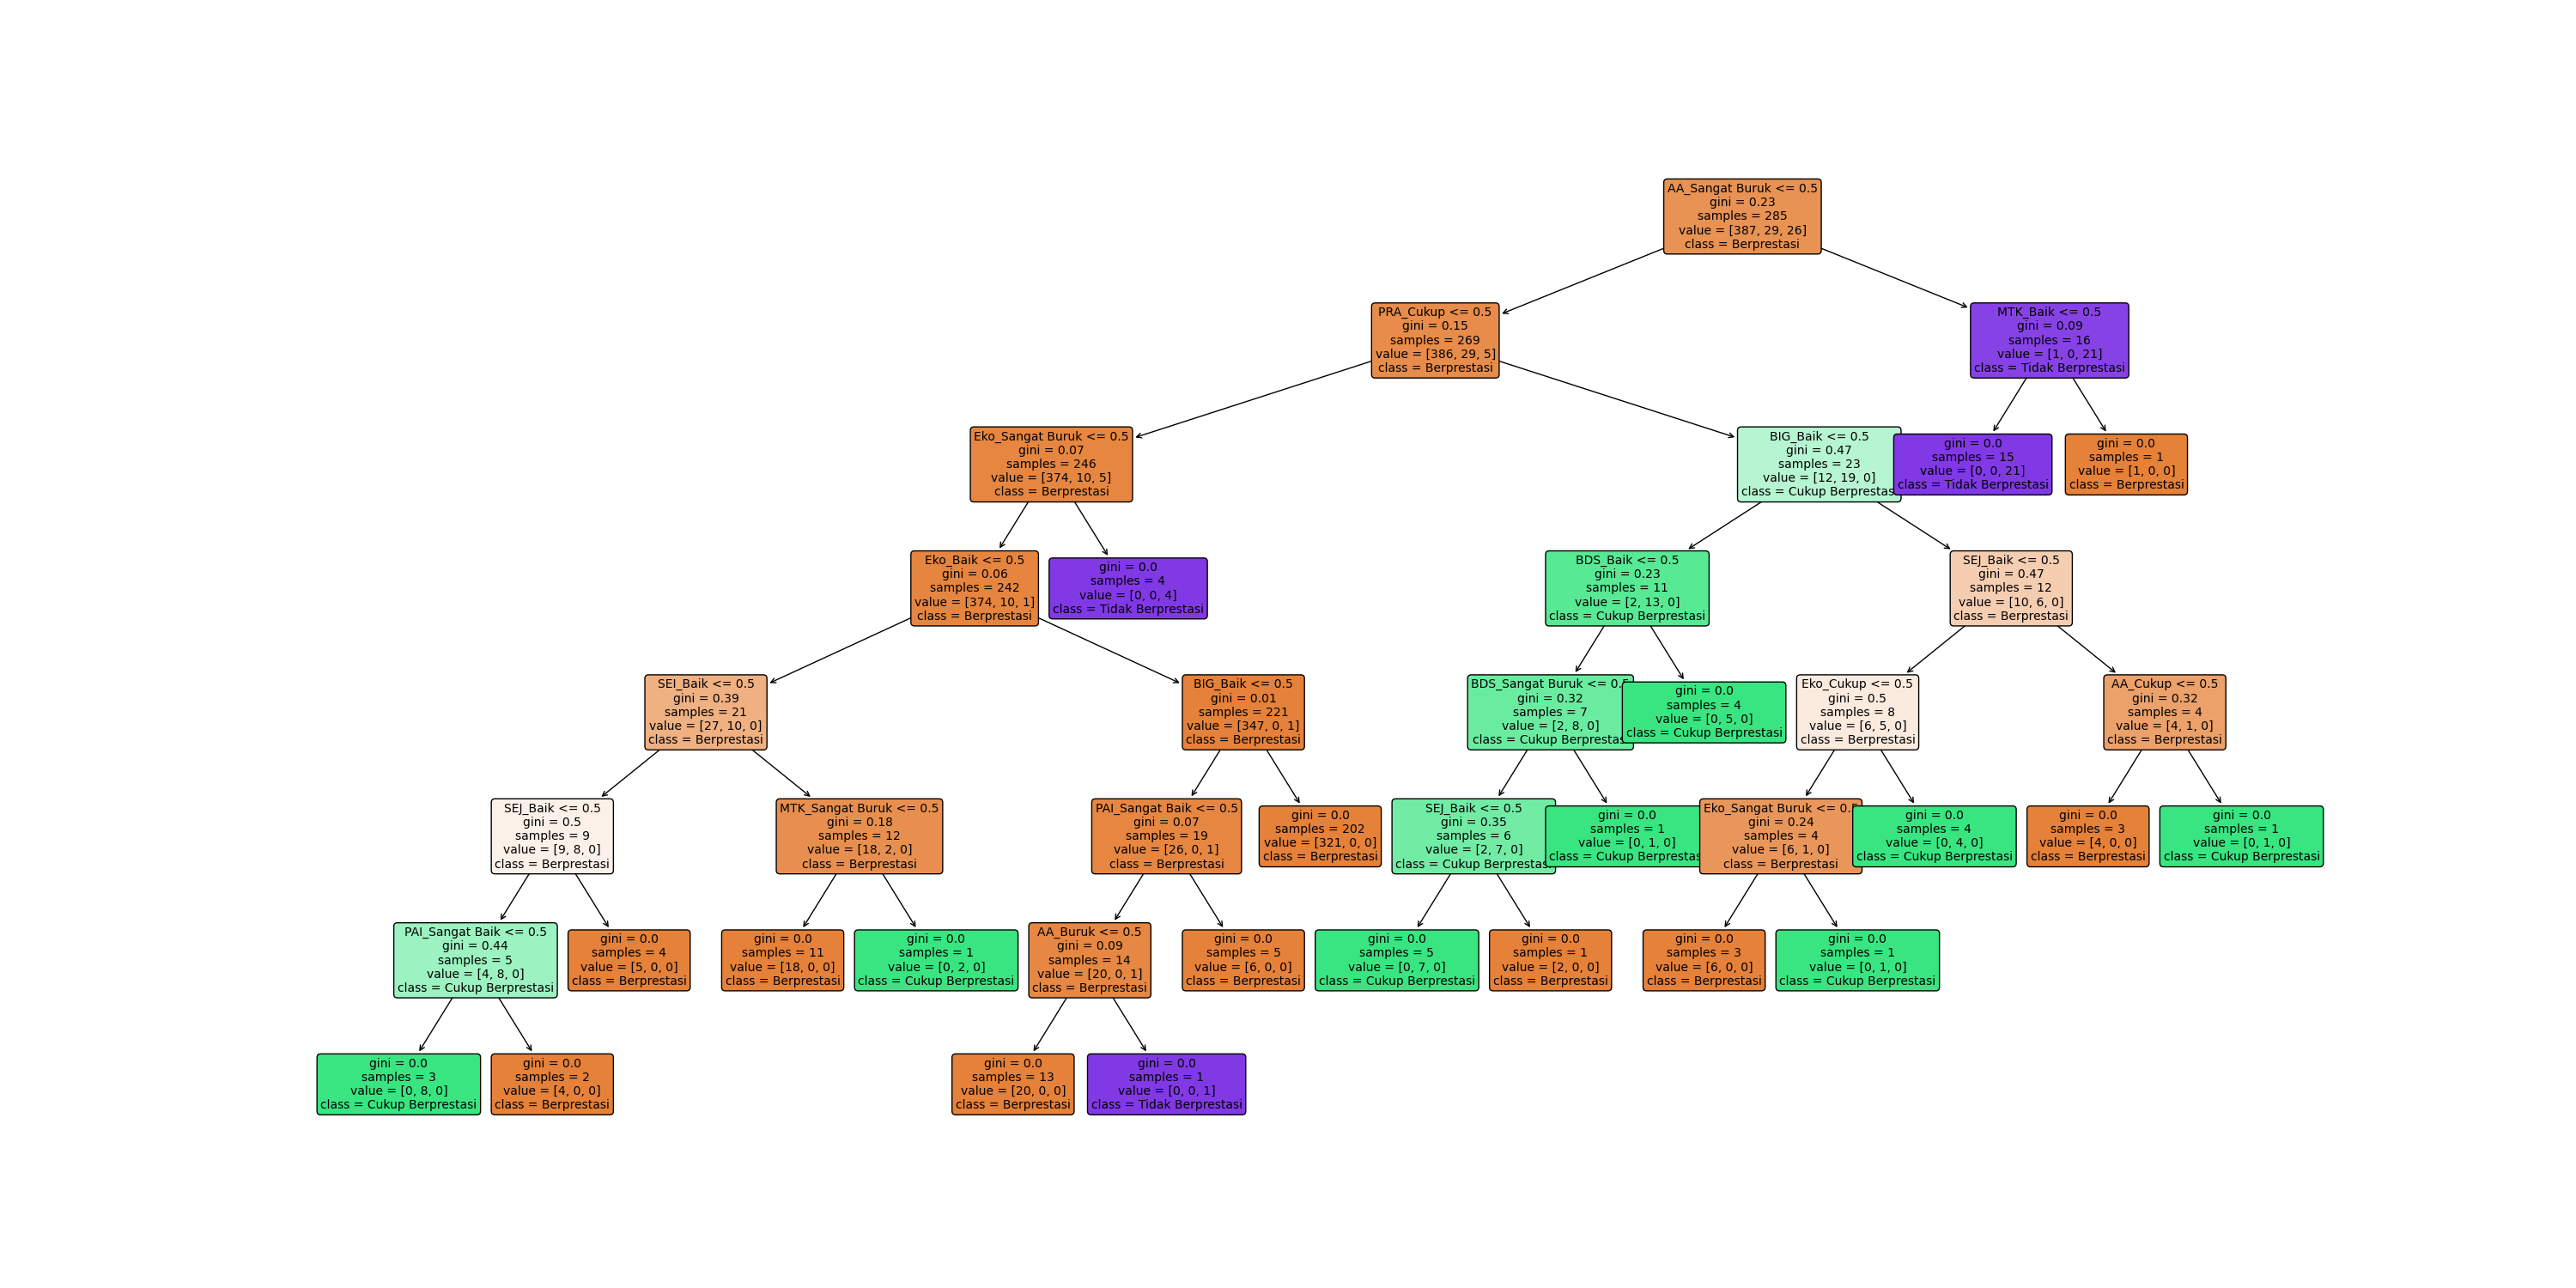 AA_Sangat Buruk <= 0.5
gini = 0.23
samples = 285
value = [387, 29, 26]
class = Berprestasi
PRA_Cukup <= 0.5
gini = 0.15
samples = 269
value = [386, 29, 5]
class = Berprestasi
MTK_Baik <= 0.5
gini = 0.09
samples = 16
value = [1, 0, 21]
class = Tidak Berprestasi
Eko_Sangat Buruk <= 0.5
gini = 0.07
samples = 246
value = [374, 10, 5]
class = Berprestasi
BIG_Baik <= 0.5
gini = 0.47
samples = 23
value = [12, 19, 0]
class = Cukup Berprestas
gini = 0.0
samples = 15
value = [0, 0, 21]
class = Tidak Berprestasi
gini = 0.0
samples = 1
value = [1, 0, 0]
class = Berprestasi
Eko_Baik <= 0.5
gini = 0.06
samples = 242
value = [374, 10, 1]
class = Berprestasi
gini = 0.0
samples = 4
value = [0, 0, 4]
class = Tidak Berprestasi
BDS_Baik <= 0.5
gini = 0.23
samples = 11
value = [2, 13, 0]
class = Cukup Berprestasi
SEJ_Baik <= 0.5
gini = 0.47
samples = 12
value = [10, 6, 0]
class = Berprestasi
SEI_Baik <= 0.5
gini = 0.39
samples = 21
value = [27, 10, 0]
class = Berprestasi
BIG_Baik <= 0.5
gini = 0.01
samples = 221
value = [347, 0, 1]
class = Berprestasi
BDS_Sangat Buruk <= 0.5
gini = 0.32
samples = 7
value = [2, 8, 0]
class = Cukup Berprestas
gini = 0.0
samples = 4
value = [0, 5, 0]
class = Cukup Berprestasi
Eko_Cukup <= 0.5
gini = 0.5
samples = 8
value = [6, 5, 0]
class = Berprestasi
AA_Cukup <= 0.5
gini = 0.32
samples = 4
value = [4, 1, 0]
class = Berprestasi
SEJ_Baik <= 0.5
gini = 0.5
samples = 9
value = [9, 8, 0]
class = Berprestasi
MTK_Sangat Buruk <= 0.5
gini = 0.18
samples = 12
value = [18, 2, 0]
class = Berprestasi
PAI_Sangat Baik <= 0.5
gini = 0.07
samples = 19
value = [26, 0, 1]
class = Berprestasi
gini = 0.0
samples = 202
value = [321, 0, 0]
class = Berprestasi
SEJ_Baik <= 0.5
gini = 0.35
samples = 6
value = [2, 7, 0]
class = Cukup Berprestas
gini = 0.0
samples = 1
value = [0, 1, 0]
class = Cukup Berprestas
Eko_Sangat Buruk <= 0.5
gini = 0.24
samples = 4
value = [6, 1, 0]
class = Berprestasi
gini = 0.0
samples = 4
value = [0, 4, 0]
class = Cukup Berprestasi
gini = 0.0
samples = 3
value = [4, 0, 0]
class = Berprestasi
gini = 0.0
samples = 1
value = [0, 1, 0]
class = Cukup Berprestasi
PAI_Sangat Baik <= 0.5
gini = 0.44
samples = 5
value = [4, 8, 0]
class = Cukup Berprestasi
gini = 0.0
samples = 4
value = [5, 0, 0]
class = Berprestasi
gini = 0.0
samples = 11
value = [18, 0, 0]
class = Berprestasi
gini = 0.0
samples = 1
value = [0, 2, 0]
class = Cukup Berprestasi
AA_Buruk <= 0.5
gini = 0.09
samples = 14
value = [20, 0, 1]
class = Berprestasi
gini = 0.0
samples = 5
value = [6, 0, 0]
class = Berprestasi
gini = 0.0
samples = 5
value = [0, 7, 0]
class = Cukup Berprestasi
gini = 0.0
samples = 1
value = [2, 0, 0]
class = Berprestasi
gini = 0.0
samples = 3
value = [6, 0, 0]
class = Berprestasi
gini = 0.0
samples = 1
value = [0, 1, 0]
class = Cukup Berprestasi
gini = 0.0
samples = 3
value = [0, 8, 0]
class = Cukup Berprestasi
gini = 0.0
samples = 2
value = [4, 0, 0]
class = Berprestasi
gini = 0.0
samples = 13
value = [20, 0, 0]
class = Berprestasi
gini = 0.0
samples = 1
value = [0, 0, 1]
class = Tidak Berprestasi